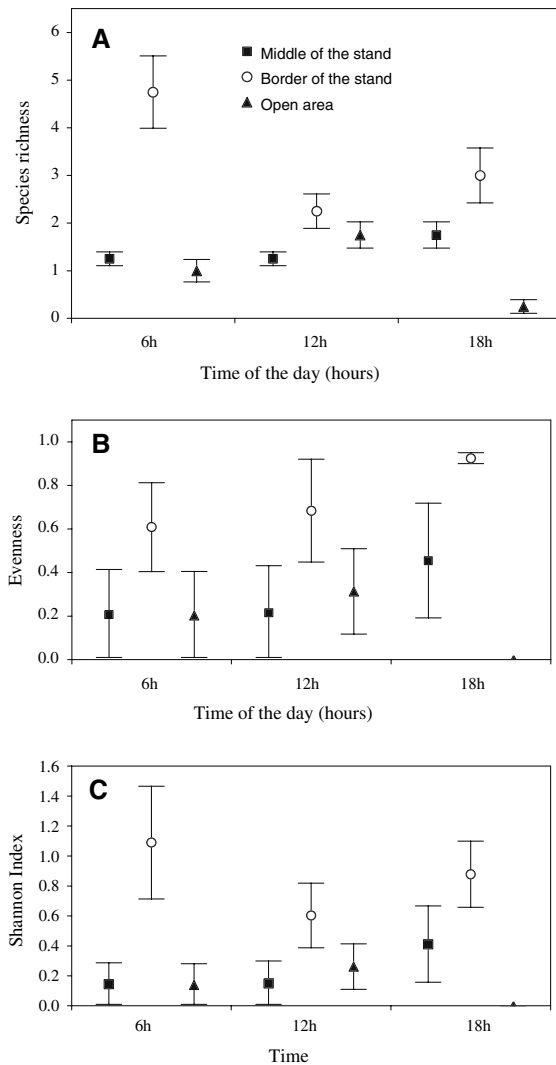 A
Middle of the stand
Border of the stand
Open area
Species richness
6
5
4
3
2
1
0
6h 12h 18h
Time of the day (hours)
B
Evenness
1.0
0.8
0.6
0.4
0.2
0.0
6h 12h 18h
Time of the day (hours)
C
Shannon Index
1.6
1.4
1.2
1.0
0.8
0.6
0.4
0.2
0.0
6h 12h 18h
Time